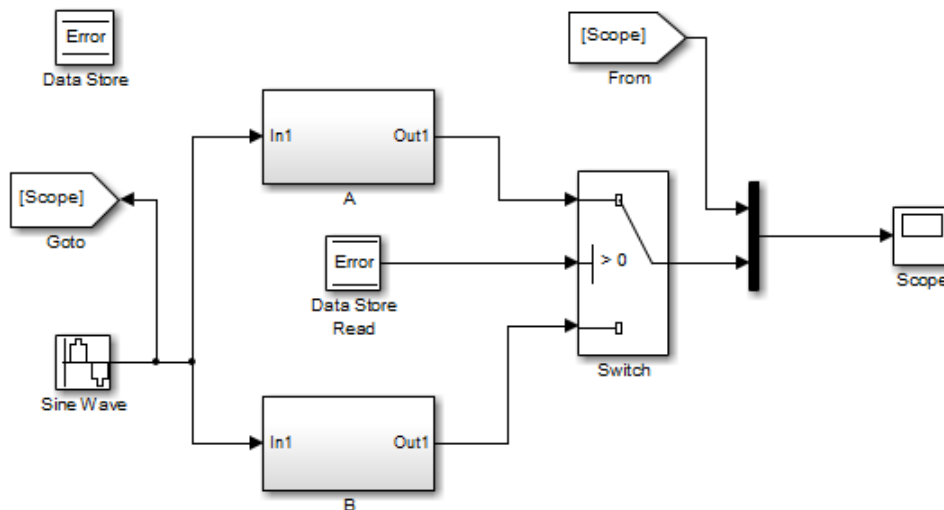 Error
Data Store
[Scope]
From
In1
Out1
A
[Scope]
Goto
Error
Data Store
Read
> 0
Switch
Scope
Sine Wave
In1
Out1
B